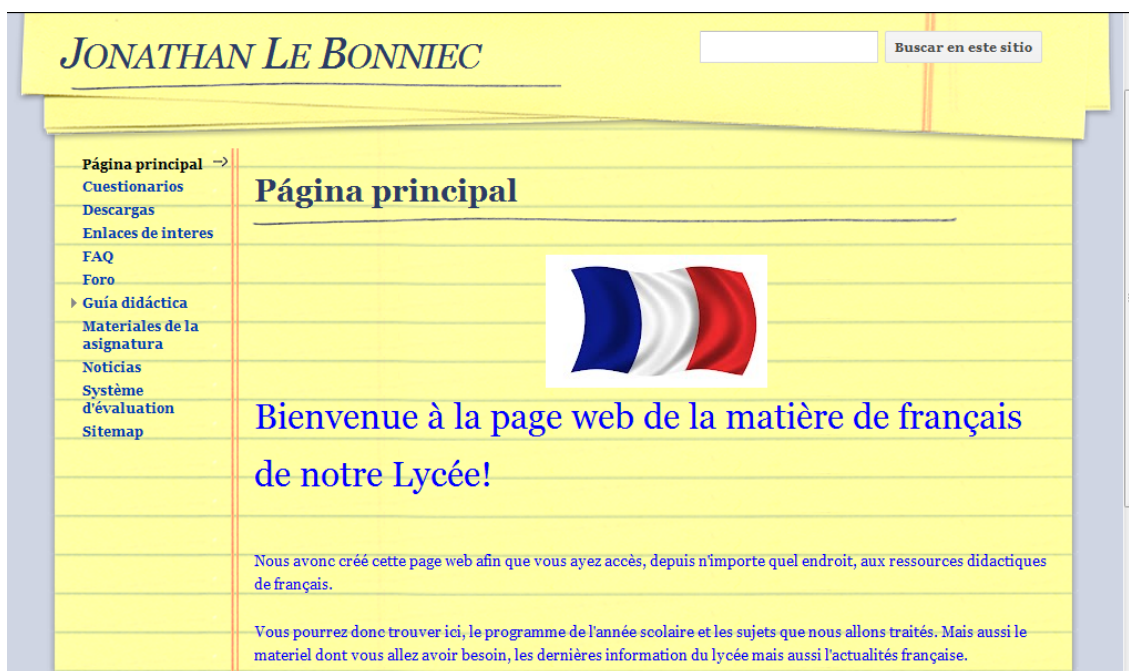 JONATHAN LE BONNIEC
Buscar en este sitio
Página principal
Cuestionarios
Descargas
Enlaces de interes
FAQ
Foro
Guía didáctica
Materiales de la
asignatura
Noticias
Système
d'évaluation
Sitemap
Página principal
Bienvenue à la page web de la matière de français
de notre Lycée!
Nous avonc créé cette page web afin que vous ayez accès, depuis n'importe quel endroit, aux ressources didactiques
de français.
Vous pourrez donc trouver ici, le programme de l'année scolaire et les sujets que nous allons traités. Mais aussi le
materiel dont vous allez avoir besoin, les dernières information du lycée mais aussi l'actualités française.